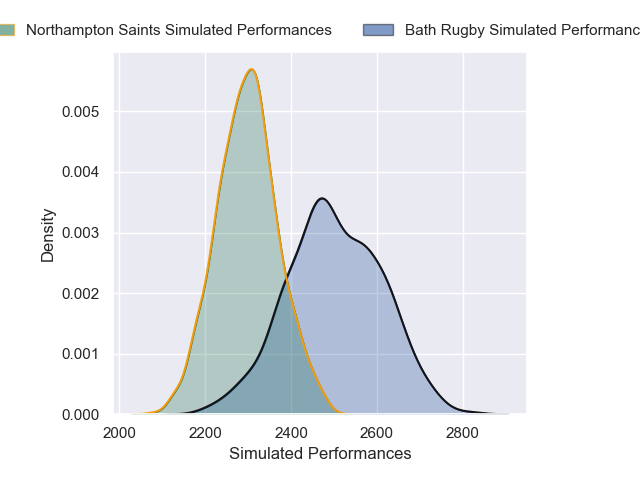 Northampton Saints Simulated Performances Bath Rugby Simulated
0.005
0.004
0.003
0.002
0.001
0.000
Density
2000 2200 2400 2600 2800
Simulated Performances